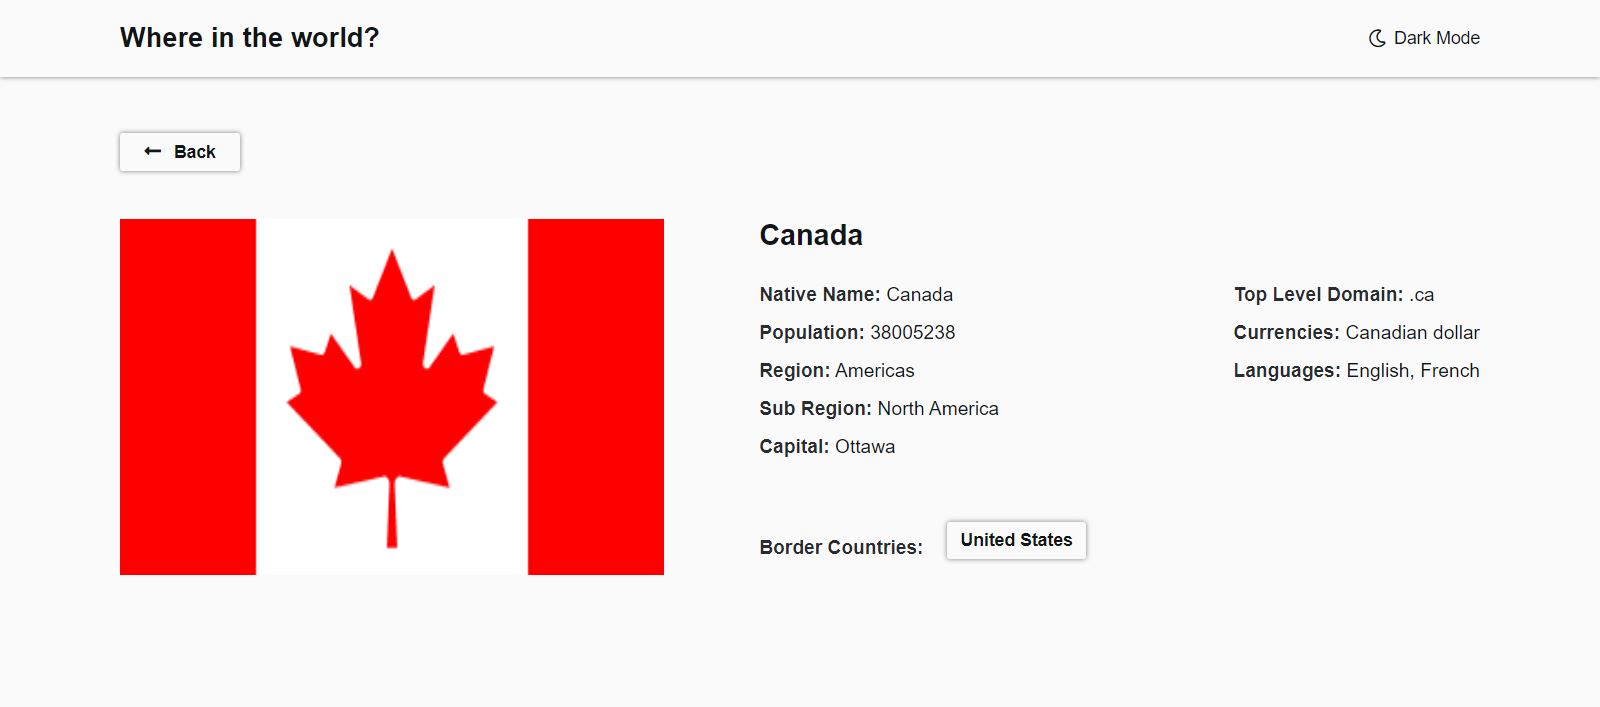 Where in the world?
Dark Mode
Back
Canada
Native Name: Canada
Population: 38005238
Region: Americas
Sub Region: North America
Capital: Ottawa
Top Level Domain: .ca
Currencies: Canadian dollar
Languages: English, French
Border Countries: United States